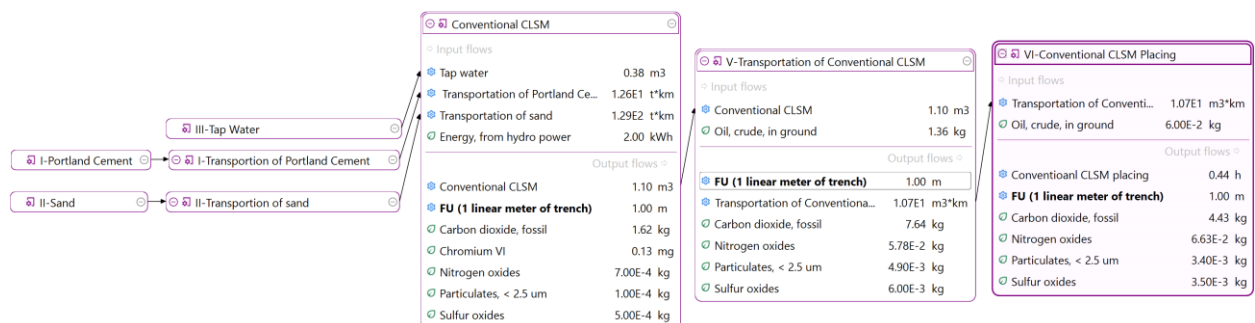 III-Tap Water
I-Portland Cement
I-Transportion of Portland Cement
II-Sand
II-Transportion of sand
Conventional CLSM
Input flows
Tap water 0.38 m3
Transportation of Portland Ce... 1.26E1 t*km
Transportation of sand 1.29E2 t*km
Energy, from hydro power 2.00 kWh
Output flows
Conventional CLSM 1.10 m3
FU (1 linear meter of trench) 1.00 m
Carbon dioxide, fossil 1.62 kg
Chromium VI 0.13 mg
Nitrogen oxides 7.00E-4 kg
Particulates, < 2.5 um 1.00E-4 kg
Sulfur oxides 5.00E-4 kg
V-Transportation of Conventional CLSM
Input flows
Conventional CLSM 1.10 m3
Oil, crude, in ground 1.36 kg
Output flows
FU (1 linear meter of trench) 1.00 m
Transportation of Conventiona... 1.07E1 m3*km
Carbon dioxide, fossil 7.64 kg
Nitrogen oxides 5.78E-2 kg
Particulates, < 2.5 um 4.90E-3 kg
Sulfur oxides 6.00E-3 kg
VI-Conventional CLSM Placing
Input flows
Transportation of Conventi... 1.07E1 m3*km
Oil, crude, in ground 6.00E-2 kg
Output flows
Conventioanl CLSM placing 0.44 h
FU (1 linear meter of trench) 1.00 m
Carbon dioxide, fossil 4.43 kg
Nitrogen oxides 6.63E-2 kg
Particulates, < 2.5 um 3.40E-3 kg
Sulfur oxides 3.50E-3 kg